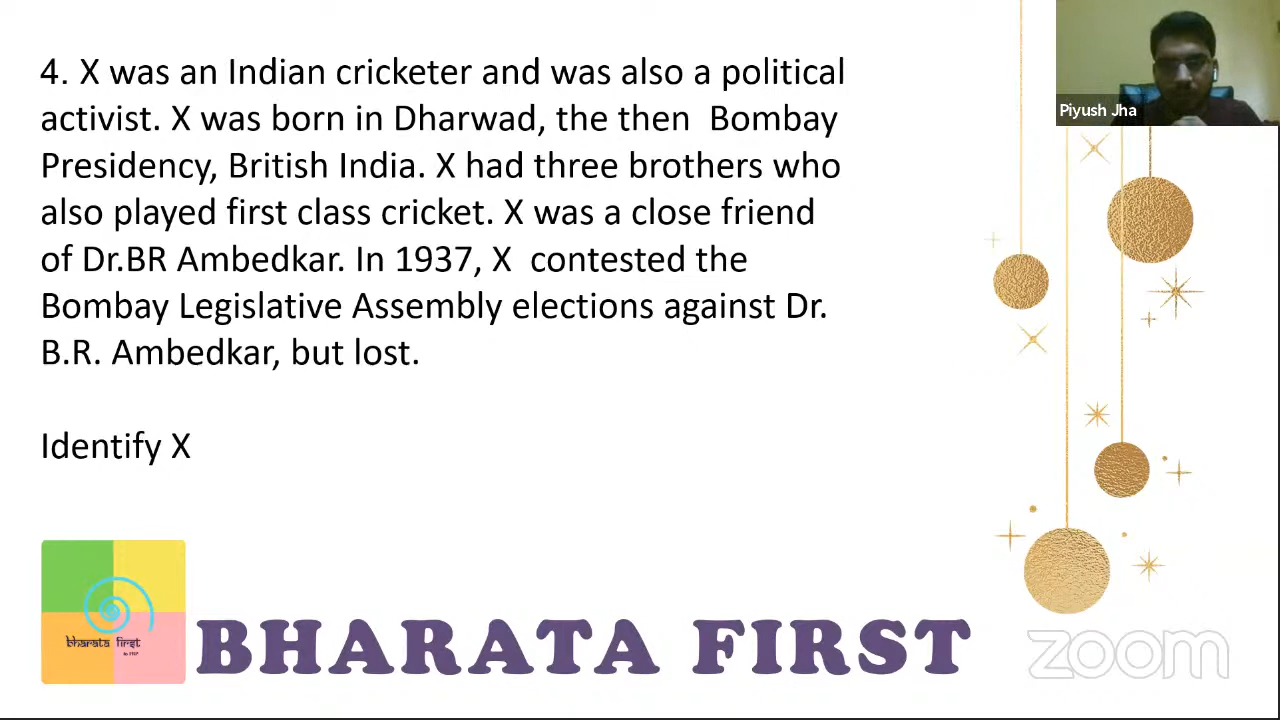 4. X was an Indian cricketer and was also a political
activist. X was born in Dharwad, the then Bombay
Presidency, British India. X had three brothers who
also played first class cricket. X was a close friend
of Dr.BR Ambedkar. In 1937, X contested the
Bombay Legislative Assembly elections against Dr.
B.R. Ambedkar, but lost.
Identify X
Piyush Jha
bharata first
BHARATA FIRST
zoom